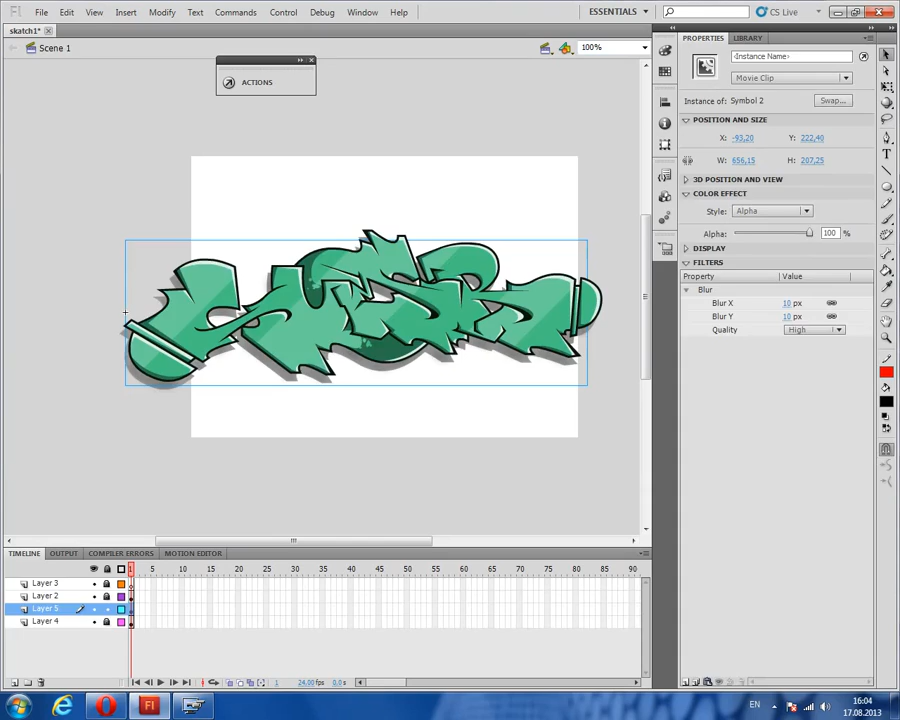 Fl File Edit View Insert Modify Text Commands Control Debug Window Help ESSENTIALS CS Live
skatch1*
Scene 1 100%
ACTIONS
PROPERTIES LIBRARY
<Instance Name>
Movie Clip
Instance of: Symbol 2 Swap...
POSITION AND SIZE
X: -93,20 Y: 222,40
W: 656,15 H: 207,25
3D POSITION AND VIEW
COLOR EFFECT
Style: Alpha
Alpha: 100 %
DISPLAY
FILTERS
Property Value
Blur
Blur X 10 px
Blur Y 10 px
Quality High
TIMELINE OUTPUT COMPILER ERRORS MOTION EDITOR
1 5 10 15 20 25 30 35 40 45 50 55 60 65 70 75 80 85 90
Layer 3
Layer 2
Layer 5
Layer 4
1 24,00 fps 0,0 s
EN 16:04
17.08.2013